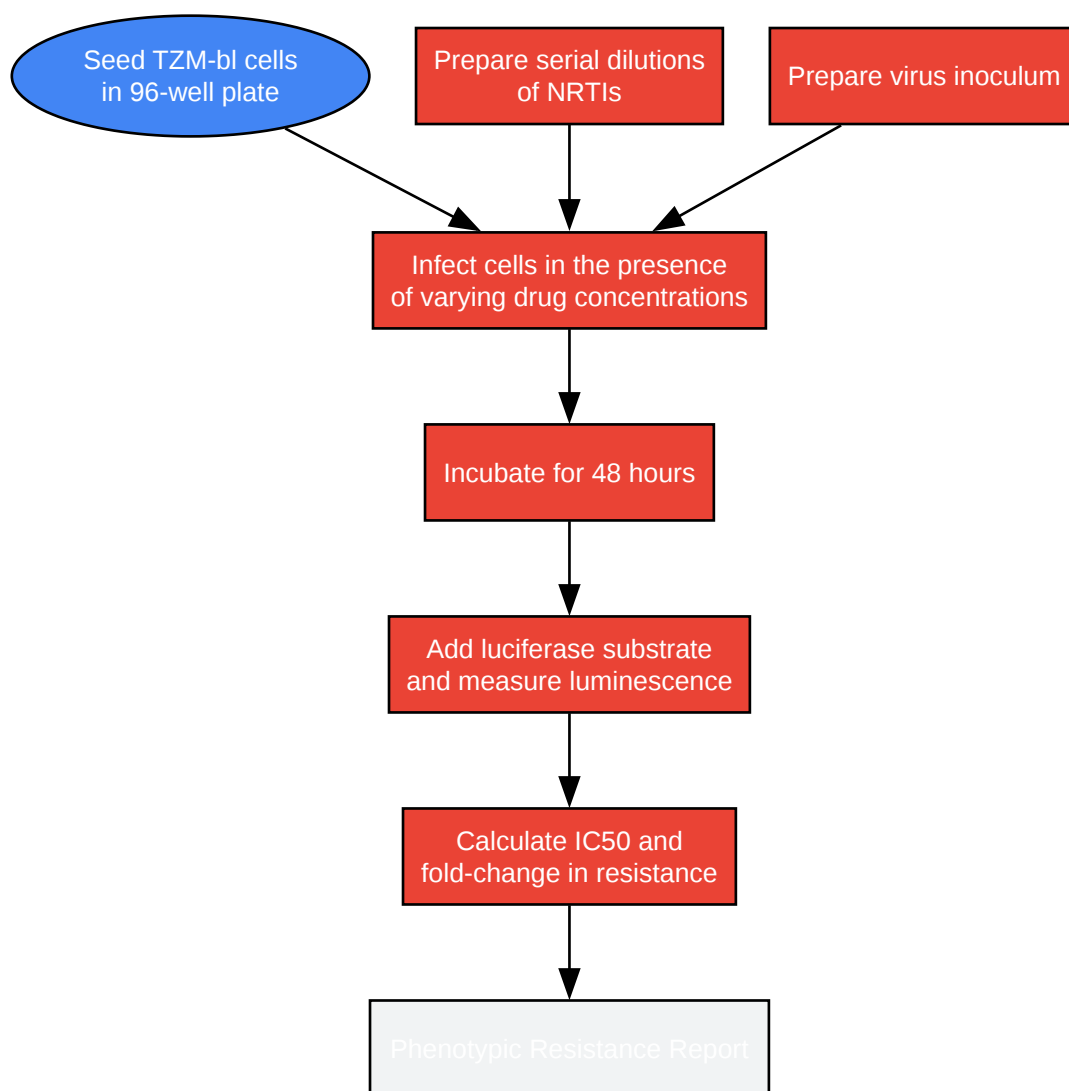 Seed TZM-bl cells
in 96-well plate
Prepare serial dilutions
of NRTIs
Prepare virus inoculum
Infect cells in the presence
of varying drug concentrations
Incubate for 48 hours
Add luciferase substrate
and measure luminescence
Calculate IC50 and
fold-change in resistance
Phenotypic Resistance Report